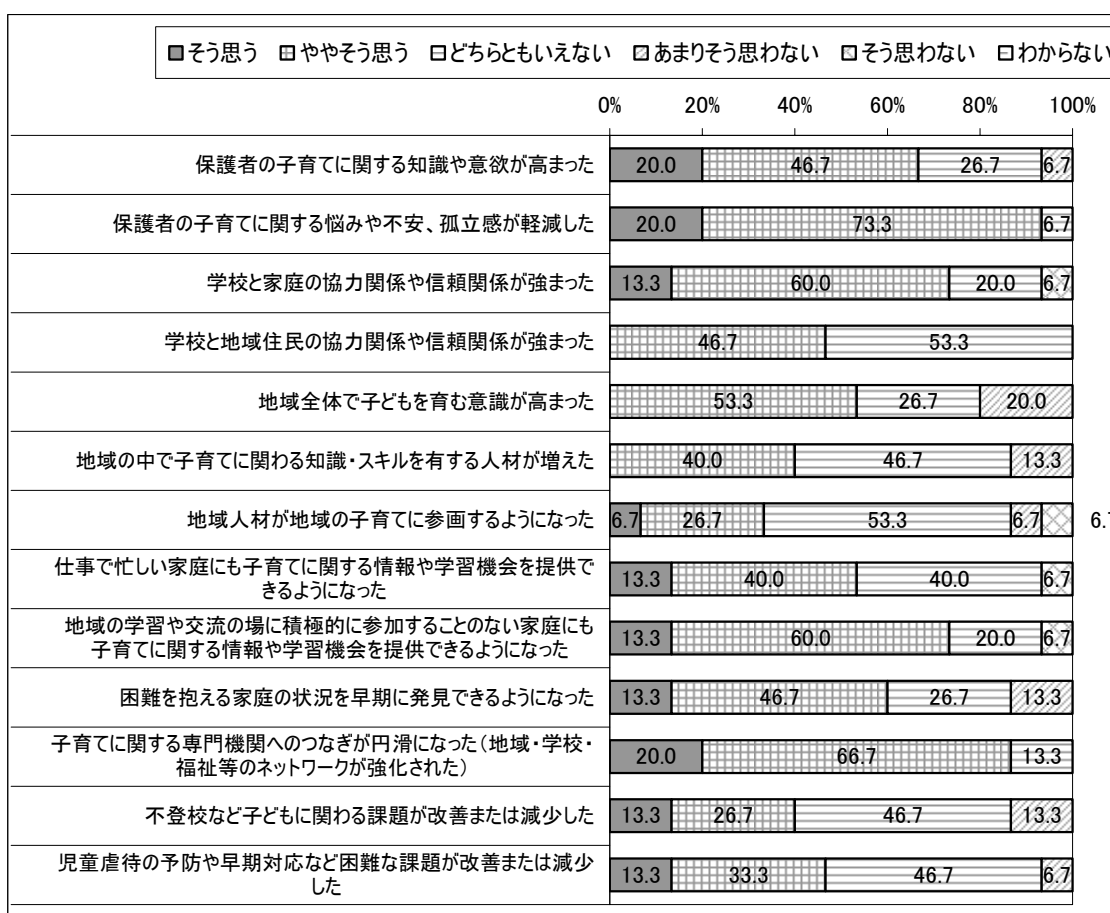 ■そう思う ⊞ややそう思う 日どちらともいえない ▨あまりそう思わない ▧そう思わない 日わからない
0% 20% 40% 60% 80% 100%
保護者の子育てに関する知識や意欲が高まった 20.0 46.7 26.7 6.7
保護者の子育てに関する悩みや不安、孤立感が軽減した 20.0 73.3 6.7
学校と家庭の協力関係や信頼関係が強まった 13.3 60.0 20.0 6.7
学校と地域住民の協力関係や信頼関係が強まった 46.7 53.3
地域全体で子どもを育む意識が高まった 53.3 26.7 20.0
地域の中で子育てに関わる知識・スキルを有する人材が増えた 40.0 46.7 13.3
地域人材が地域の子育てに参画するようになった 6.7 26.7 53.3 6.7 6.7
仕事で忙しい家庭にも子育てに関する情報や学習機会を提供で
きるようになった 13.3 40.0 40.0 6.7
地域の学習や交流の場に積極的に参加することのない家庭にも
子育てに関する情報や学習機会を提供できるようになった 13.3 60.0 20.0 6.7
困難を抱える家庭の状況を早期に発見できるようになった 13.3 46.7 26.7 13.3
子育てに関する専門機関へのつなぎが円滑になった(地域・学校・
福祉等のネットワークが強化された) 20.0 66.7 13.3
不登校など子どもに関わる課題が改善または減少した 13.3 26.7 46.7 13.3
児童虐待の予防や早期対応など困難な課題が改善または減少
した 13.3 33.3 46.7 6.7